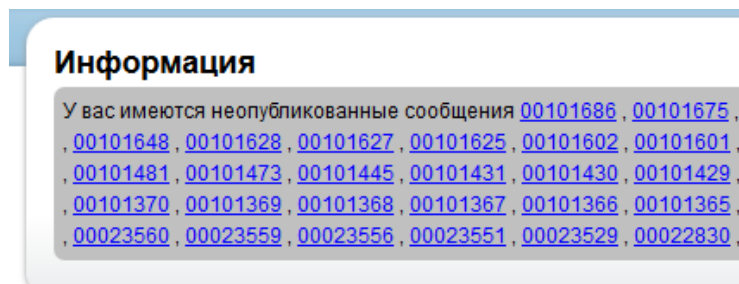 Информация
У вас имеются неопубликованные сообщения 00101686 , 00101675 ,
, 00101648 , 00101628 , 00101627 , 00101625 , 00101602 , 00101601 ,
, 00101481 , 00101473 , 00101445 , 00101431 , 00101430 , 00101429 ,
, 00101370 , 00101369 , 00101368 , 00101367 , 00101366 , 00101365 ,
, 00023560 , 00023559 , 00023556 , 00023551 , 00023529 , 00022830 ,